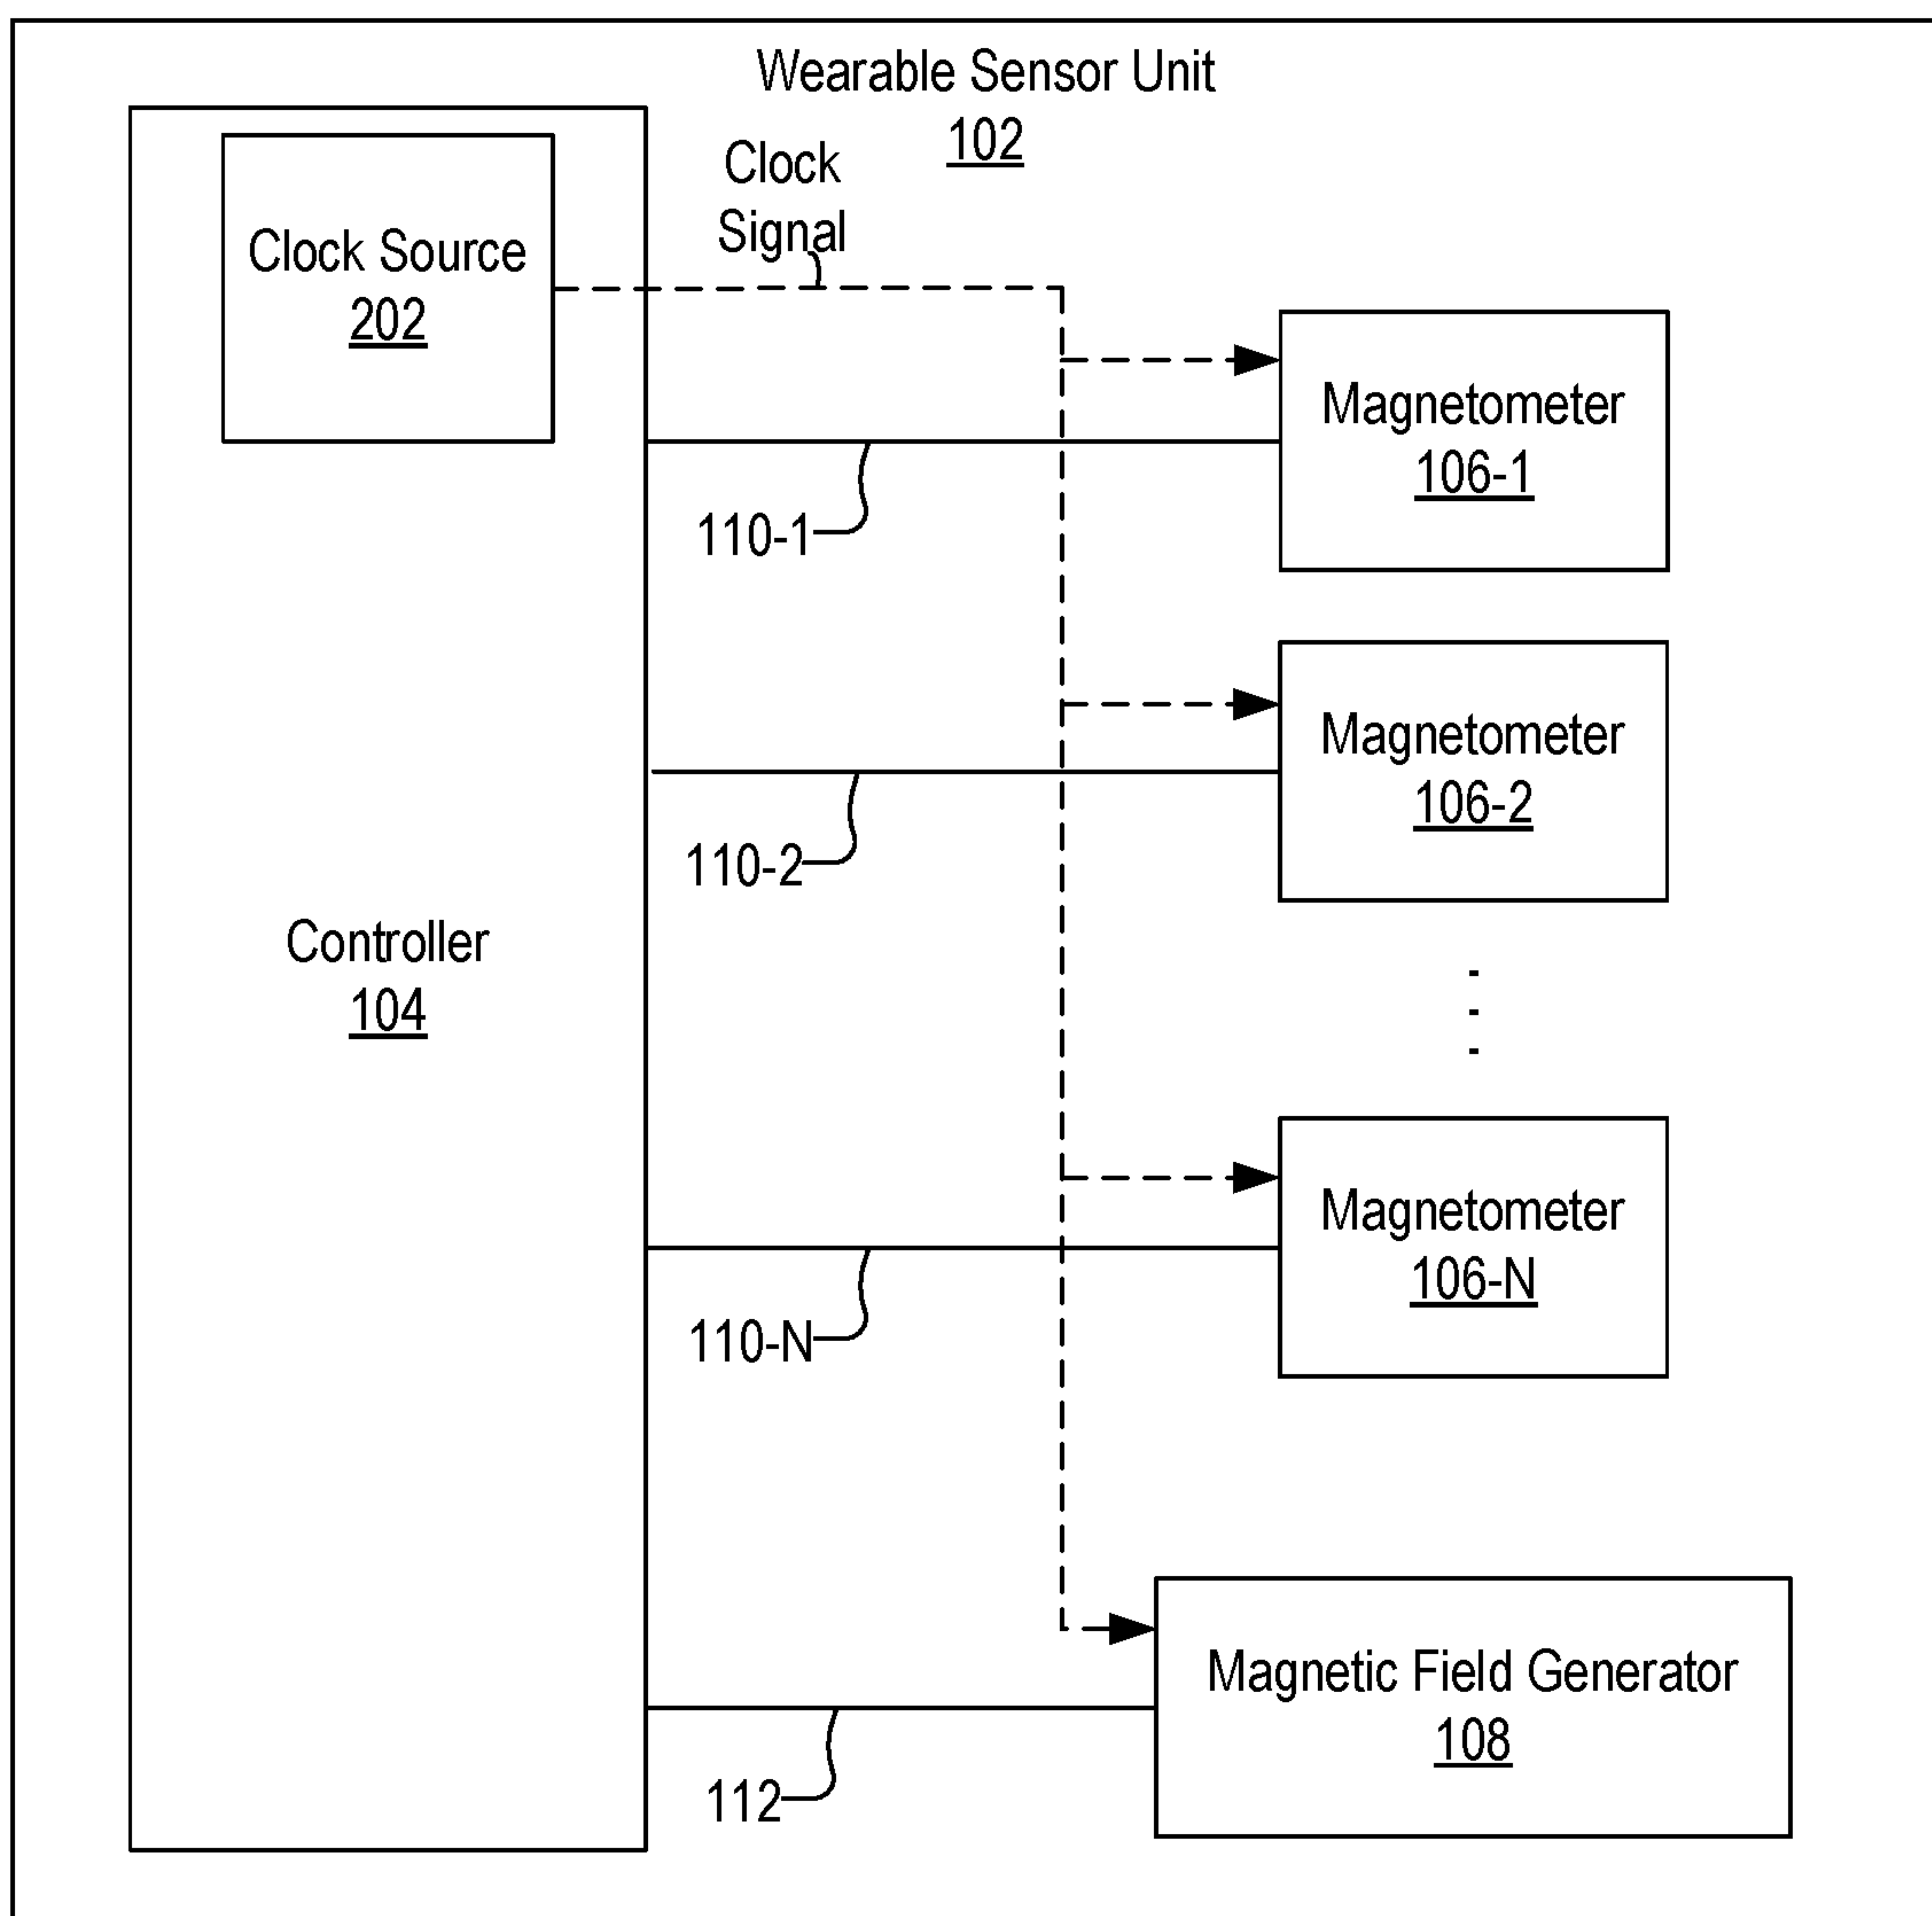 Wearable Sensor Unit
102
Clock
Signal
Clock Source
202
Magnetometer
106-1
110-1
Magnetometer
106-2
110-2
Controller
104
Magnetometer
106-N
110-N
Magnetic Field Generator
108
112